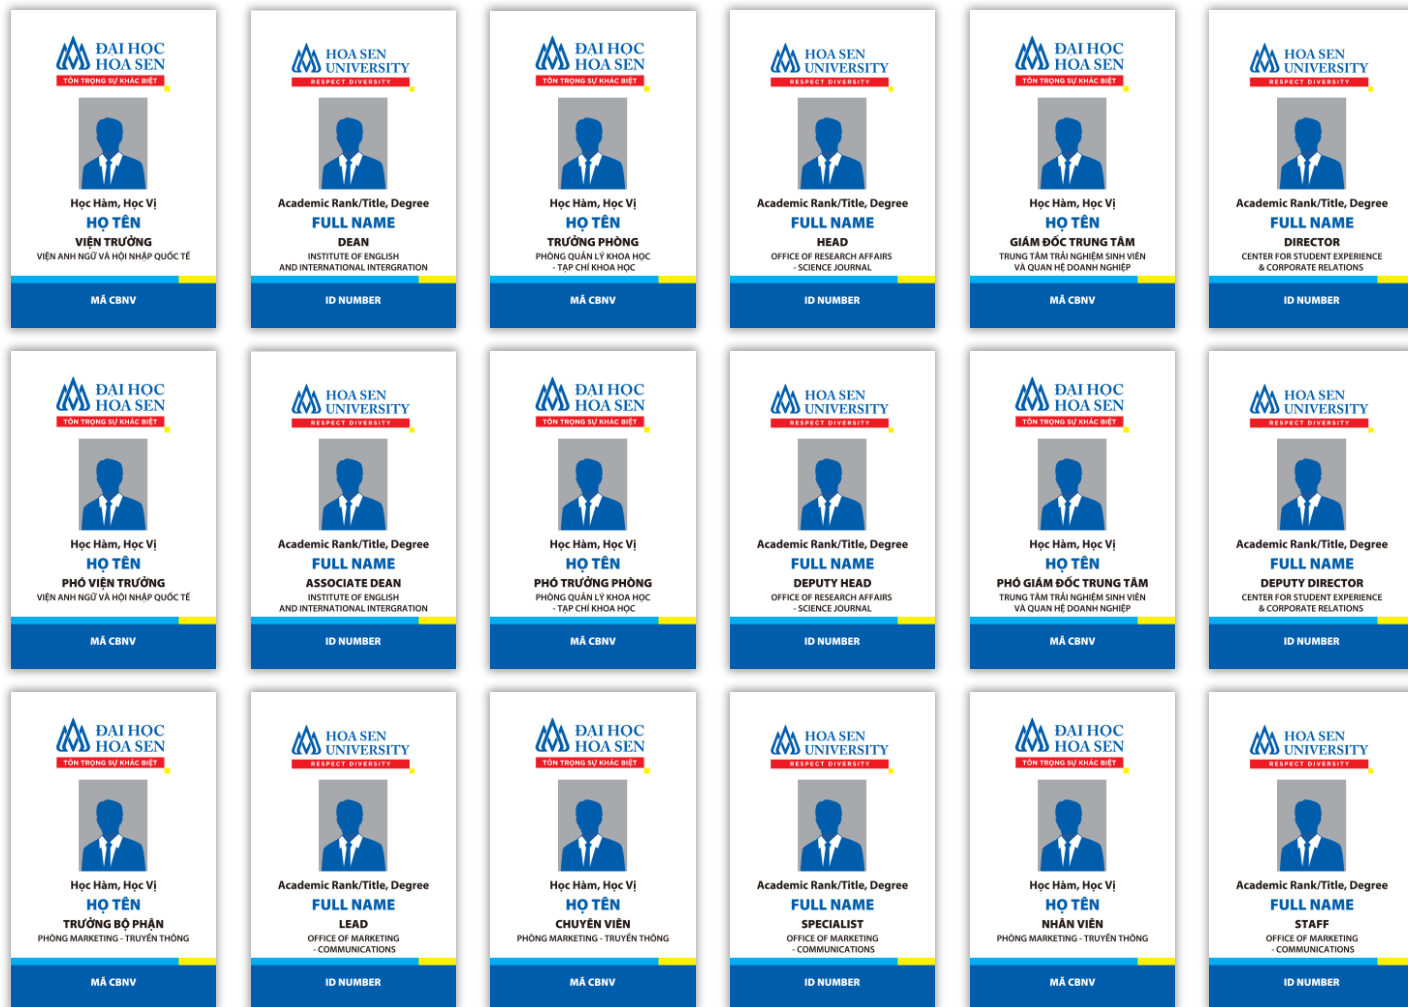 ĐẠI HỌC
HOA SEN
TÔN TRỌNG SỰ KHÁC BIỆT
Học Hàm, Học Vị
HỌ TÊN
VIỆN TRƯỞNG
VIỆN ANH NGỮ VÀ HỘI NHẬP QUỐC TẾ
MÃ CBNV
HOA SEN
UNIVERSITY
RESPECT DIVERSITY
Academic Rank/Title, Degree
FULL NAME
DEAN
INSTITUTE OF ENGLISH
AND INTERNATIONAL INTERGRATION
ID NUMBER
ĐẠI HỌC
HOA SEN
TÔN TRỌNG SỰ KHÁC BIỆT
Học Hàm, Học Vị
HỌ TÊN
TRƯỞNG PHÒNG
PHÒNG QUẢN LÝ KHOA HỌC
- TẠP CHÍ KHOA HỌC
MÃ CBNV
HOA SEN
UNIVERSITY
RESPECT DIVERSITY
Academic Rank/Title, Degree
FULL NAME
HEAD
OFFICE OF RESEARCH AFFAIRS
- SCIENCE JOURNAL
ID NUMBER
ĐẠI HỌC
HOA SEN
TÔN TRỌNG SỰ KHÁC BIỆT
Học Hàm, Học Vị
HỌ TÊN
GIÁM ĐỐC TRUNG TÂM
TRUNG TÂM TRẢI NGHIỆM SINH VIÊN
VÀ QUAN HỆ DOANH NGHIỆP
MÃ CBNV
HOA SEN
UNIVERSITY
RESPECT DIVERSITY
Academic Rank/Title, Degree
FULL NAME
DIRECTOR
CENTER FOR STUDENT EXPERIENCE
& CORPORATE RELATIONS
ID NUMBER
ĐẠI HỌC
HOA SEN
TÔN TRỌNG SỰ KHÁC BIỆT
Học Hàm, Học Vị
HỌ TÊN
PHÓ VIỆN TRƯỞNG
VIỆN ANH NGỮ VÀ HỘI NHẬP QUỐC TẾ
MÃ CBNV
HOA SEN
UNIVERSITY
RESPECT DIVERSITY
Academic Rank/Title, Degree
FULL NAME
ASSOCIATE DEAN
INSTITUTE OF ENGLISH
AND INTERNATIONAL INTERGRATION
ID NUMBER
ĐẠI HỌC
HOA SEN
TÔN TRỌNG SỰ KHÁC BIỆT
Học Hàm, Học Vị
HỌ TÊN
PHÓ TRƯỞNG PHÒNG
PHÒNG QUẢN LÝ KHOA HỌC
- TẠP CHÍ KHOA HỌC
MÃ CBNV
HOA SEN
UNIVERSITY
RESPECT DIVERSITY
Academic Rank/Title, Degree
FULL NAME
DEPUTY HEAD
OFFICE OF RESEARCH AFFAIRS
- SCIENCE JOURNAL
ID NUMBER
ĐẠI HỌC
HOA SEN
TÔN TRỌNG SỰ KHÁC BIỆT
Học Hàm, Học Vị
HỌ TÊN
PHÓ GIÁM ĐỐC TRUNG TÂM
TRUNG TÂM TRẢI NGHIỆM SINH VIÊN
VÀ QUAN HỆ DOANH NGHIỆP
MÃ CBNV
HOA SEN
UNIVERSITY
RESPECT DIVERSITY
Academic Rank/Title, Degree
FULL NAME
DEPUTY DIRECTOR
CENTER FOR STUDENT EXPERIENCE
& CORPORATE RELATIONS
ID NUMBER
ĐẠI HỌC
HOA SEN
TÔN TRỌNG SỰ KHÁC BIỆT
Học Hàm, Học Vị
HỌ TÊN
TRƯỞNG BỘ PHẬN
PHÒNG MARKETING - TRUYỀN THÔNG
MÃ CBNV
HOA SEN
UNIVERSITY
RESPECT DIVERSITY
Academic Rank/Title, Degree
FULL NAME
LEAD
OFFICE OF MARKETING
- COMMUNICATIONS
ID NUMBER
ĐẠI HỌC
HOA SEN
TÔN TRỌNG SỰ KHÁC BIỆT
Học Hàm, Học Vị
HỌ TÊN
CHUYÊN VIÊN
PHÒNG MARKETING - TRUYỀN THÔNG
MÃ CBNV
HOA SEN
UNIVERSITY
RESPECT DIVERSITY
Academic Rank/Title, Degree
FULL NAME
SPECIALIST
OFFICE OF MARKETING
- COMMUNICATIONS
ID NUMBER
ĐẠI HỌC
HOA SEN
TÔN TRỌNG SỰ KHÁC BIỆT
Học Hàm, Học Vị
HỌ TÊN
NHÂN VIÊN
PHÒNG MARKETING - TRUYỀN THÔNG
MÃ CBNV
HOA SEN
UNIVERSITY
RESPECT DIVERSITY
Academic Rank/Title, Degree
FULL NAME
STAFF
OFFICE OF MARKETING
- COMMUNICATIONS
ID NUMBER